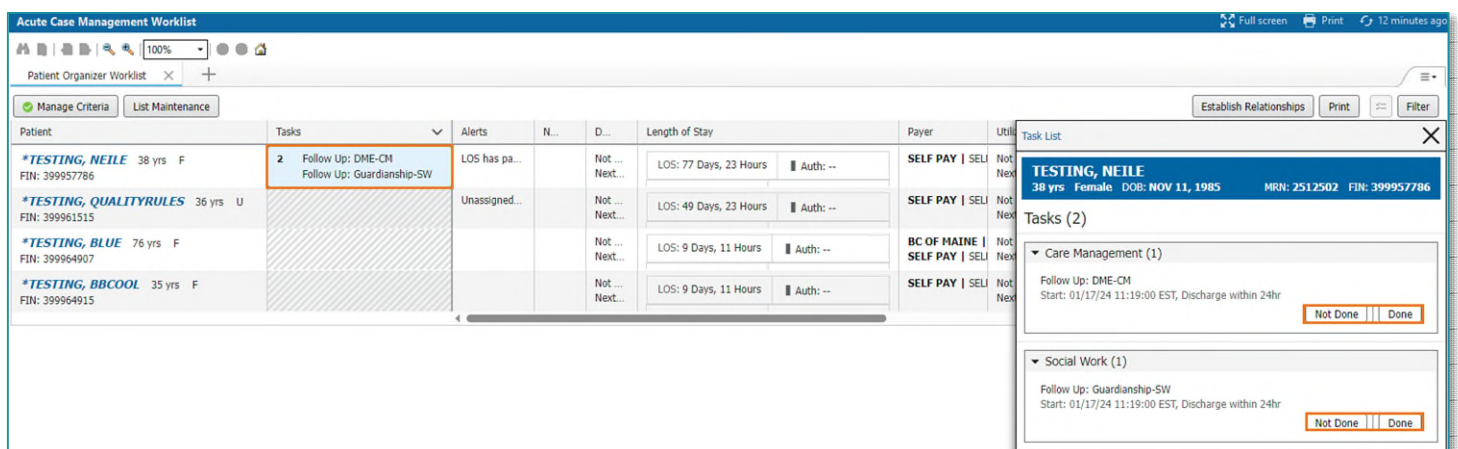 Acute Case Management Worklist
Full screen Print 12 minutes ago
100%
Patient Organizer Worklist
Manage Criteria List Maintenance
Establish Relationships Print Filter
Patient Tasks Alerts N... D... Length of Stay Payer Utiliz
*TESTING, NEILE 38 yrs F
FIN: 399957786
2 Follow Up: DME-CM
Follow Up: Guardianship-SW
LOS has pa...
Not ...
Next...
LOS: 77 Days, 23 Hours Auth: --
SELF PAY | SEL
Not
Next
*TESTING, QUALITYRULES 36 yrs U
FIN: 399961515
Unassigned...
Not ...
Next...
LOS: 49 Days, 23 Hours Auth: --
SELF PAY | SEL
Not
Next
*TESTING, BLUE 76 yrs F
FIN: 399964907
Not ...
Next...
LOS: 9 Days, 11 Hours Auth: --
BC OF MAINE |
SELF PAY | SEL
Not
Next
*TESTING, BBCOOL 35 yrs F
FIN: 399964915
Not ...
Next...
LOS: 9 Days, 11 Hours Auth: --
SELF PAY | SEL
Not
Next
Task List
TESTING, NEILE
38 yrs Female DOB: NOV 11, 1985 MRN: 2512502 FIN: 399957786
Tasks (2)
Care Management (1)
Follow Up: DME-CM
Start: 01/17/24 11:19:00 EST, Discharge within 24hr
Not Done Done
Social Work (1)
Follow Up: Guardianship-SW
Start: 01/17/24 11:19:00 EST, Discharge within 24hr
Not Done Done